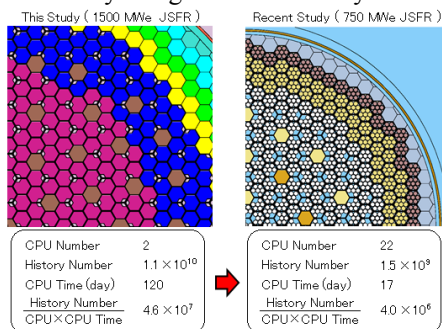 This Study ( 1500 MWe JSFR )
Recent Study ( 750 MWe JSFR )
CPU Number 2
History Number 1.1 × 10¹⁰
CPU Time (day) 120
History Number
CPU×CPU Time 4.6 × 10⁷
CPU Number 22
History Number 1.5 × 10⁹
CPU Time (day) 17
History Number
CPU×CPU Time 4.0 × 10⁶